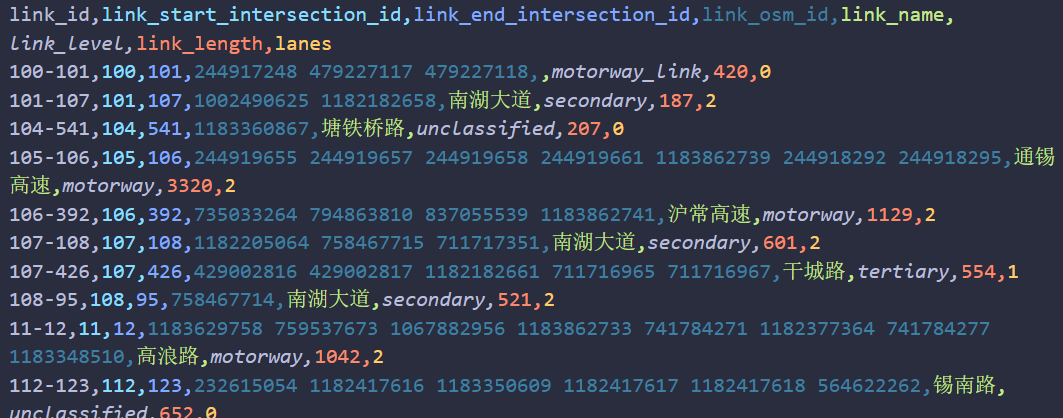 link_id,link_start_intersection_id,link_end_intersection_id,link_osm_id,link_name,
link_level,link_length,lanes
100-101,100,101,244917248 479227117 479227118,,motorway_link,420,0
101-107,101,107,1002490625 1182182658,南湖大道,secondary,187,2
104-541,104,541,1183360867,塘铁桥路,unclassified,207,0
105-106,105,106,244919655 244919657 244919658 244919661 1183862739 244918292 244918295,通锡
高速,motorway,3320,2
106-392,106,392,735033264 794863810 837055539 1183862741,沪常高速,motorway,1129,2
107-108,107,108,1182205064 758467715 711717351,南湖大道,secondary,601,2
107-426,107,426,429002816 429002817 1182182661 711716965 711716967,干城路,tertiary,554,1
108-95,108,95,758467714,南湖大道,secondary,521,2
11-12,11,12,1183629758 759537673 1067882956 1183862733 741784271 1182377364 741784277
1183348510,高浪路,motorway,1042,2
112-123,112,123,232615054 1182417616 1183350609 1182417617 1182417618 564622262,锡南路,
unclassified,652,0